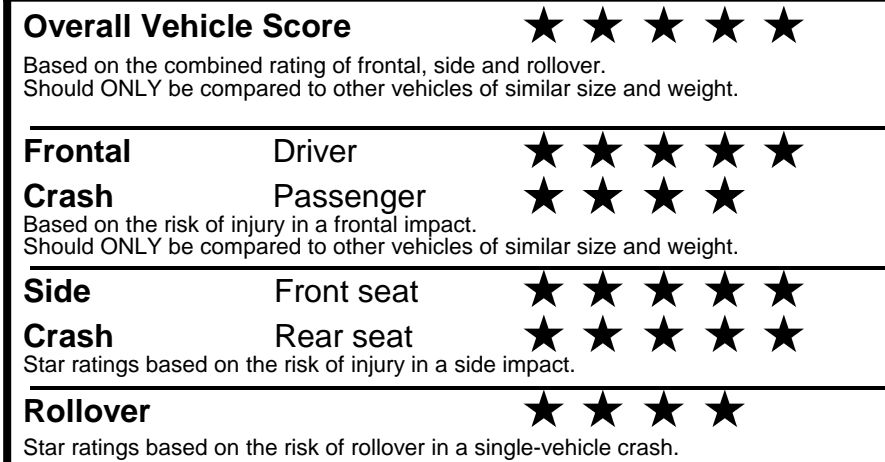 Overall Vehicle Score ★ ★ ★ ★ ★
Based on the combined rating of frontal, side and rollover.
Should ONLY be compared to other vehicles of similar size and weight.
Frontal Driver ★ ★ ★ ★ ★
Crash Passenger ★ ★ ★ ★
Based on the risk of injury in a frontal impact.
Should ONLY be compared to other vehicles of similar size and weight.
Side Front seat ★ ★ ★ ★ ★
Crash Rear seat ★ ★ ★ ★ ★
Star ratings based on the risk of injury in a side impact.
Rollover ★ ★ ★ ★
Star ratings based on the risk of rollover in a single-vehicle crash.